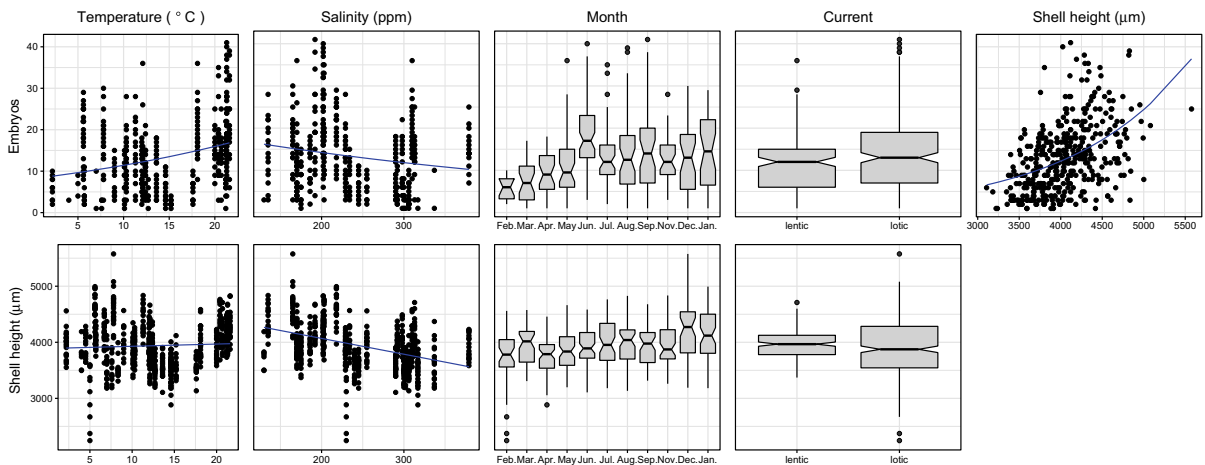 Temperature ( °C ) Salinity (ppm) Month Current Shell height (µm)
Embryos
40
30
20
10
0
5 10 15 20
200 300
Feb. Mar. Apr. May Jun. Jul. Aug. Sep. Nov. Dec. Jan.
lentic lotic
3000 3500 4000 4500 5000 5500
Shell height (µm)
5000
4000
3000
5 10 15 20
200 300
Feb. Mar. Apr. May Jun. Jul. Aug. Sep. Nov. Dec. Jan.
lentic lotic